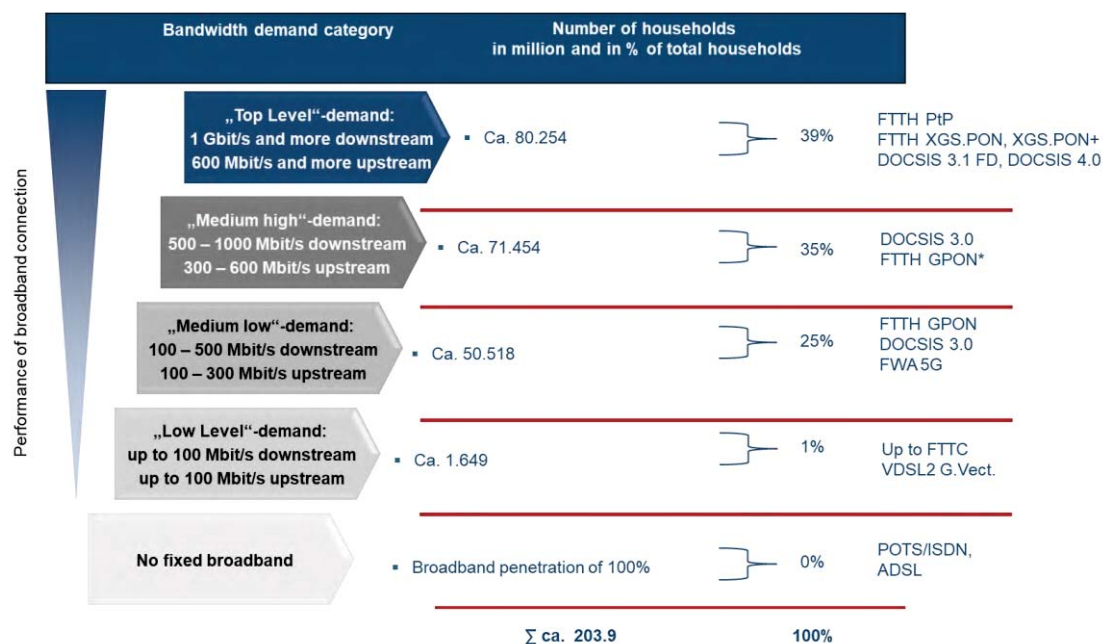 Bandwidth demand category
Number of households
in million and in % of total households
Performance of broadband connection
„Top Level“-demand:
1 Gbit/s and more downstream
600 Mbit/s and more upstream
▪ Ca. 80.254
39%
FTTH PtP
FTTH XGS.PON, XGS.PON+
DOCSIS 3.1 FD, DOCSIS 4.0
„Medium high“-demand:
500 – 1000 Mbit/s downstream
300 – 600 Mbit/s upstream
▪ Ca. 71.454
35%
DOCSIS 3.0
FTTH GPON*
„Medium low“-demand:
100 – 500 Mbit/s downstream
100 – 300 Mbit/s upstream
▪ Ca. 50.518
25%
FTTH GPON
DOCSIS 3.0
FWA 5G
„Low Level“-demand:
up to 100 Mbit/s downstream
up to 100 Mbit/s upstream
▪ Ca. 1.649
1%
Up to FTTC
VDSL2 G.Vect.
No fixed broadband
▪ Broadband penetration of 100%
0%
POTS/ISDN,
ADSL
∑ ca. 203.9
100%